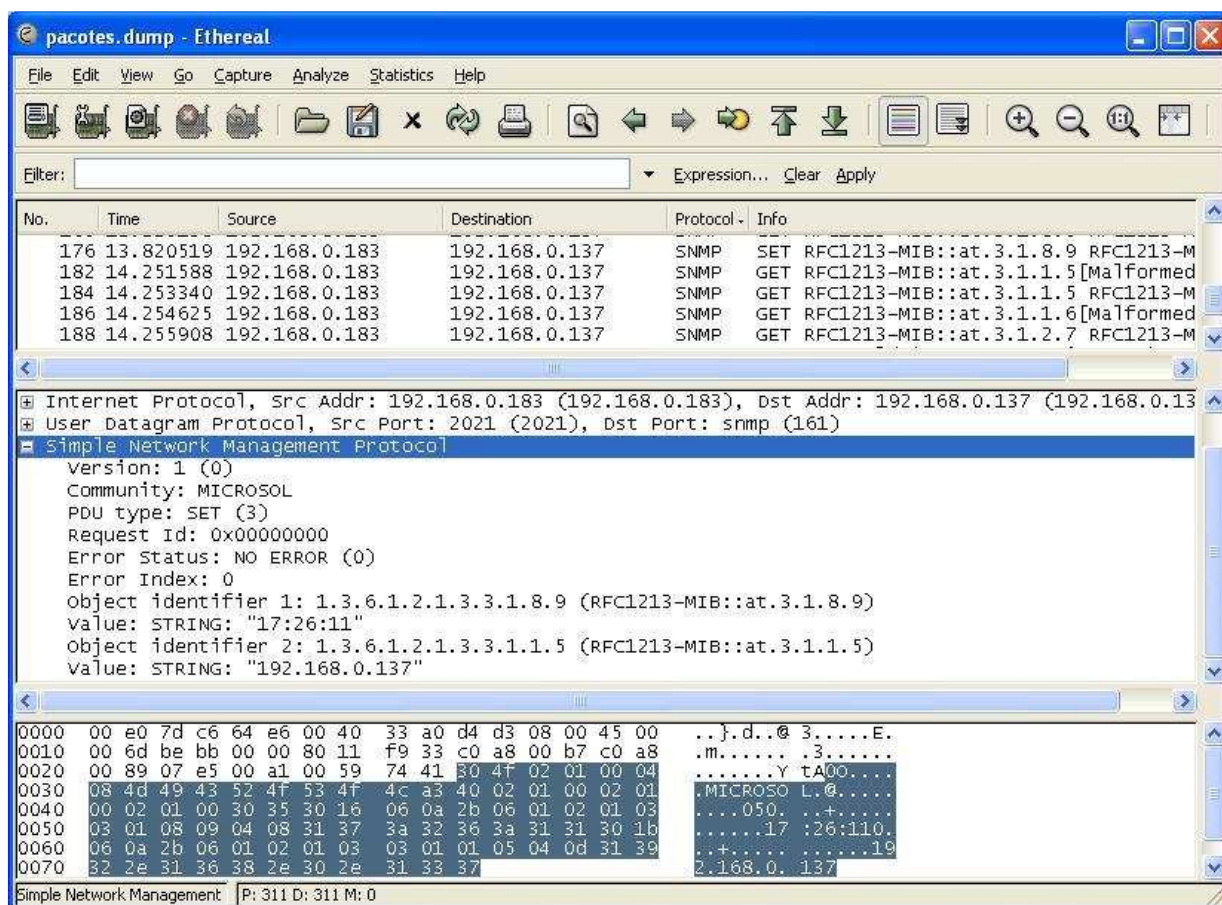 pacotes.dump - Ethereal
File Edit View Go Capture Analyze Statistics Help
Filter: Expression... Clear Apply
No. Time Source Destination Protocol Info
176 13.820519 192.168.0.183 192.168.0.137 SNMP SET RFC1213-MIB::at.3.1.8.9 RFC1213-M
182 14.251588 192.168.0.183 192.168.0.137 SNMP GET RFC1213-MIB::at.3.1.1.5[Malformed
184 14.253340 192.168.0.183 192.168.0.137 SNMP GET RFC1213-MIB::at.3.1.1.5 RFC1213-M
186 14.254625 192.168.0.183 192.168.0.137 SNMP GET RFC1213-MIB::at.3.1.1.6[Malformed
188 14.255908 192.168.0.183 192.168.0.137 SNMP GET RFC1213-MIB::at.3.1.2.7 RFC1213-M
Internet Protocol, Src Addr: 192.168.0.183 (192.168.0.183), Dst Addr: 192.168.0.137 (192.168.0.13
User Datagram Protocol, Src Port: 2021 (2021), Dst Port: snmp (161)
Simple Network Management Protocol
Version: 1 (0)
Community: MICROSOL
PDU type: SET (3)
Request Id: 0x00000000
Error Status: NO ERROR (0)
Error Index: 0
Object identifier 1: 1.3.6.1.2.1.3.3.1.8.9 (RFC1213-MIB::at.3.1.8.9)
Value: STRING: "17:26:11"
Object identifier 2: 1.3.6.1.2.1.3.3.1.1.5 (RFC1213-MIB::at.3.1.1.5)
Value: STRING: "192.168.0.137"
0000 00 e0 7d c6 64 e6 00 40 33 a0 d4 d3 08 00 45 00 ..}.d..@ 3.....E.
0010 00 6d be bb 00 00 80 11 f9 33 c0 a8 00 b7 c0 a8 .m...... .3......
0020 00 89 07 e5 00 a1 00 59 74 41 30 4f 02 01 00 04 .......Y tA0O....
0030 08 4d 49 43 52 4f 53 4f 4c a3 40 02 01 00 02 01 .MICROSO L.@.....
0040 00 02 01 00 30 35 30 16 06 0a 2b 06 01 02 01 03 ....050. ..+.....
0050 03 01 08 09 04 08 31 37 3a 32 36 3a 31 31 30 1b ......17 :26:110.
0060 06 0a 2b 06 01 02 01 03 03 01 01 05 04 0d 31 39 ..+..... ......19
0070 32 2e 31 36 38 2e 30 2e 31 33 37 2.168.0. 137
Simple Network Management P: 311 D: 311 M: 0